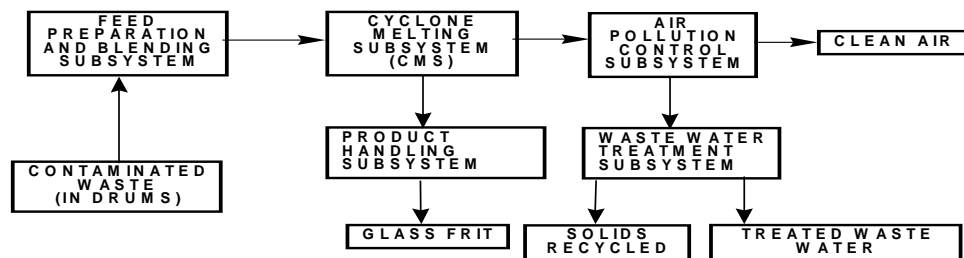 FEED
PREPARATION
AND BLENDING
SUBSYSTEM
CYCLONE
MELTING
SUBSYSTEM
(CMS)
AIR
POLLUTION
CONTROL
SUBSYSTEM
CLEAN AIR
PRODUCT
HANDLING
SUBSYSTEM
WASTE WATER
TREATMENT
SUBSYSTEM
CONTAMINATED
WASTE
(IN DRUMS)
GLASS FRIT
SOLIDS
RECYCLED
TREATED WASTE
WATER